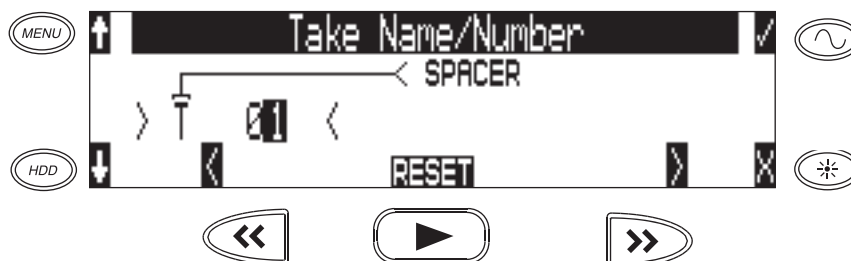 MENU
Take Name/Number
SPACER
T 01
HDD
RESET
X